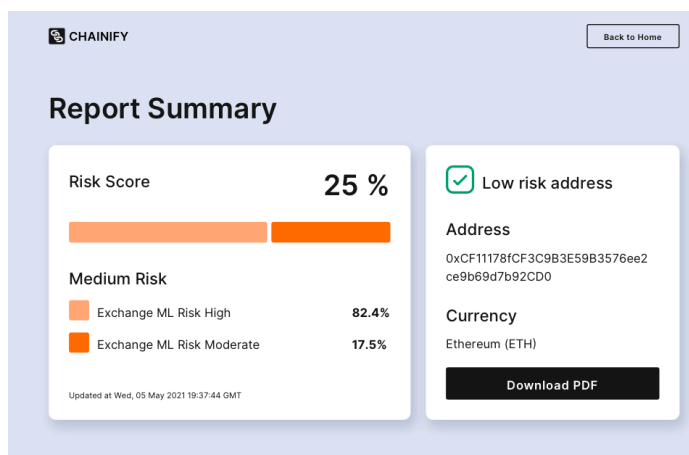 CHAINIFY
Back to Home
Report Summary
Risk Score
25 %
Medium Risk
Exchange ML Risk High
82.4%
Exchange ML Risk Moderate
17.5%
Updated at Wed, 05 May 2021 19:37:44 GMT
Low risk address
Address
0xCF11178fCF3C9B3E59B3576ee2
ce9b69d7b92CD0
Currency
Ethereum (ETH)
Download PDF